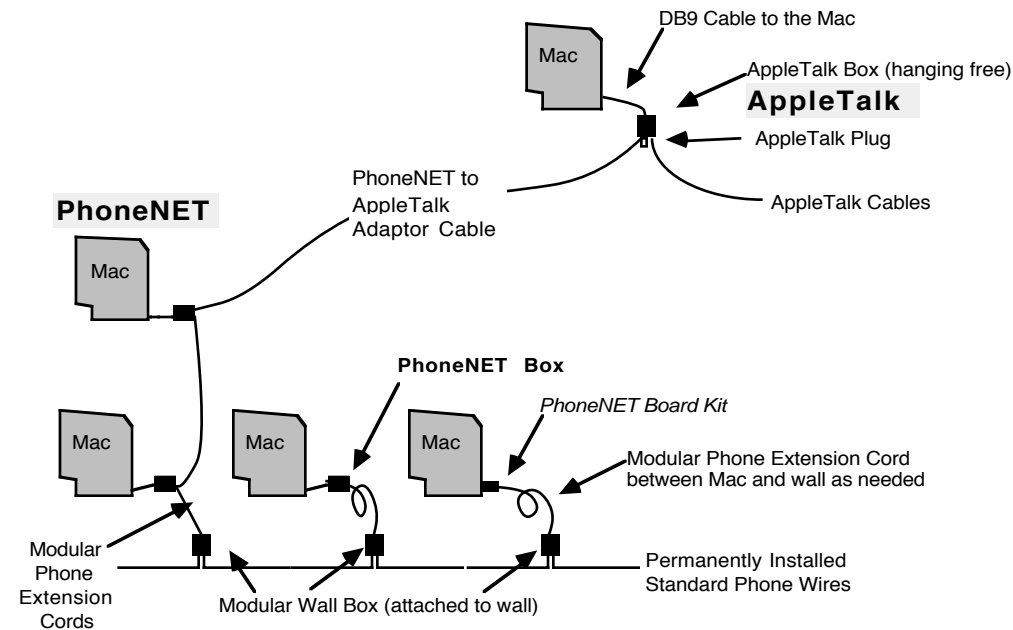 DB9 Cable to the Mac
Mac
AppleTalk Box (hanging free)
AppleTalk
AppleTalk Plug
PhoneNET to
AppleTalk
Adaptor Cable
AppleTalk Cables
PhoneNET
Mac
PhoneNET Box
PhoneNET Board Kit
Mac
Mac
Mac
Modular Phone Extension Cord
between Mac and wall as needed
Modular
Phone
Extension
Cords
Modular Wall Box (attached to wall)
Permanently Installed
Standard Phone Wires